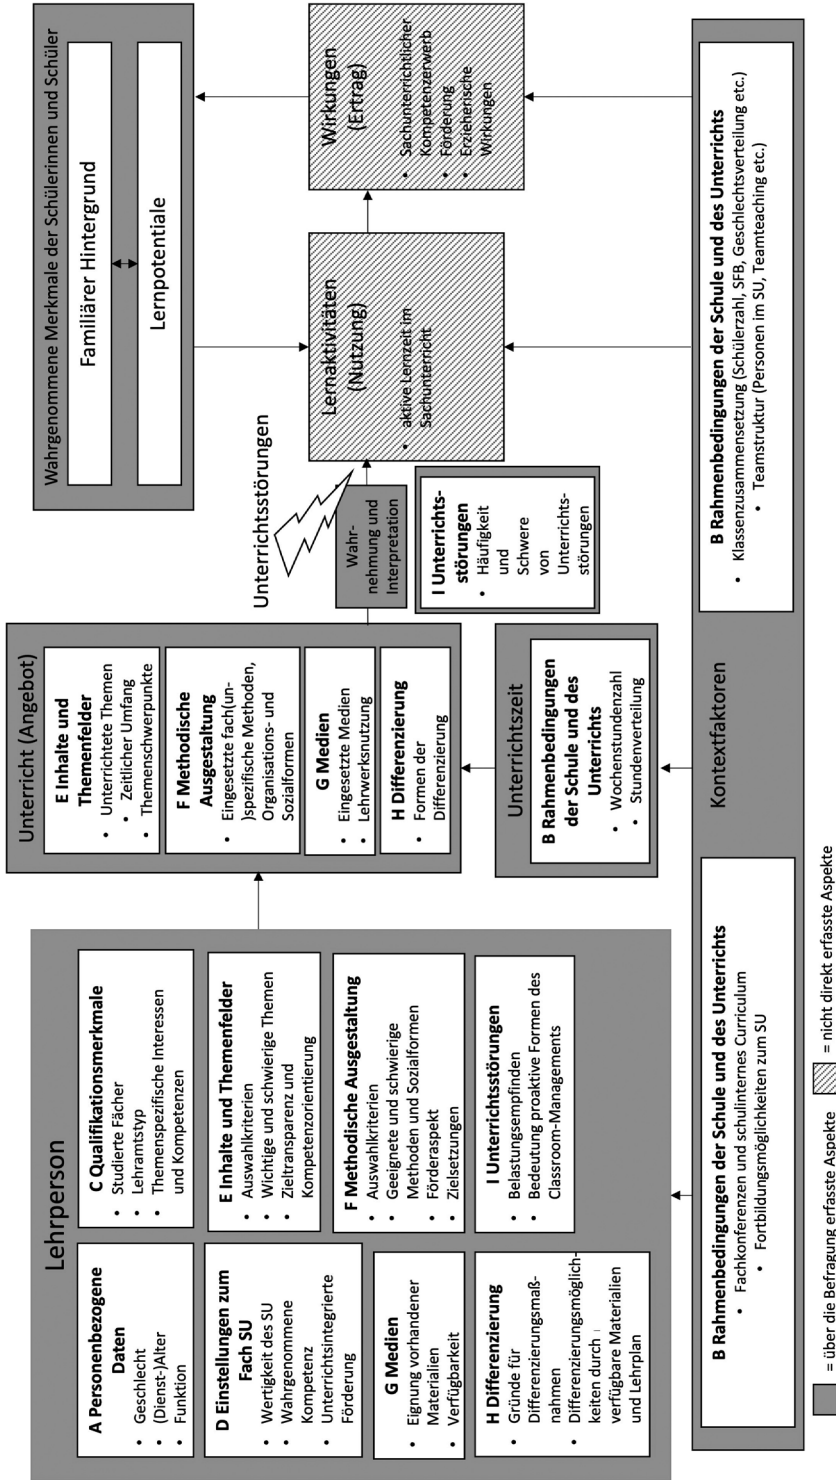 Lehrperson
A Personenbezogene
Daten
• Geschlecht
• (Dienst-)Alter
• Funktion
C Qualifikationsmerkmale
• Studierte Fächer
• Lehramtstyp
• Themenspezifische Interessen
und Kompetenzen
D Einstellungen zum
Fach SU
• Wertigkeit des SU
• Wahrgenommene
Kompetenz
• Unterrichtsintegrierte
Förderung
E Inhalte und Themenfelder
• Auswahlkriterien
• Wichtige und schwierige Themen
• Zieltransparenz und
Kompetenzorientierung
G Medien
• Eignung vorhandener
Materialien
• Verfügbarkeit
F Methodische Ausgestaltung
• Auswahlkriterien
• Geeignete und schwierige
Methoden und Sozialformen
• Förderaspekt
• Zielsetzungen
H Differenzierung
• Gründe für
Differenzierungsmaß-
nahmen
• Differenzierungsmöglich-
keiten durch
verfügbare Materialien
und Lehrplan
I Unterrichtsstörungen
• Belastungsempfinden
• Bedeutung proaktive Formen des
Classroom-Managements
Unterricht (Angebot)
E Inhalte und
Themenfelder
• Unterrichtete Themen
• Zeitlicher Umfang
• Themenschwerpunkte
F Methodische
Ausgestaltung
• Eingesetzte fach(un-
)spezifische Methoden,
Organisations- und
Sozialformen
G Medien
• Eingesetzte Medien
• Lehrwerksnutzung
H Differenzierung
• Formen der
Differenzierung
Unterrichtszeit
B Rahmenbedingungen
der Schule und des
Unterrichts
• Wochenstundenzahl
• Stundenverteilung
Unterrichtsstörungen
Wahr-
nehmung und
Interpretation
I Unterrichts-
störungen
• Häufigkeit
und
Schwere
von
Unterrichts-
störungen
Wahrgenommene Merkmale der Schülerinnen und Schüler
Familiärer Hintergrund
Lernpotentiale
Lernaktivitäten
(Nutzung)
• aktive Lernzeit im
Sachunterricht
Wirkungen
(Ertrag)
• Sachunterrichtlicher
Kompetenzerwerb
• Förderung
• Erzieherische
Wirkungen
Kontextfaktoren
B Rahmenbedingungen der Schule und des Unterrichts
• Fachkonferenzen und schulinternes Curriculum
• Fortbildungsmöglichkeiten zum SU
B Rahmenbedingungen der Schule und des Unterrichts
• Klassenzusammensetzung (Schülerzahl, SFB, Geschlechtsverteilung etc.)
• Teamstruktur (Personen im SU, Teamteaching etc.)
= über die Befragung erfasste Aspekte
= nicht direkt erfasste Aspekte